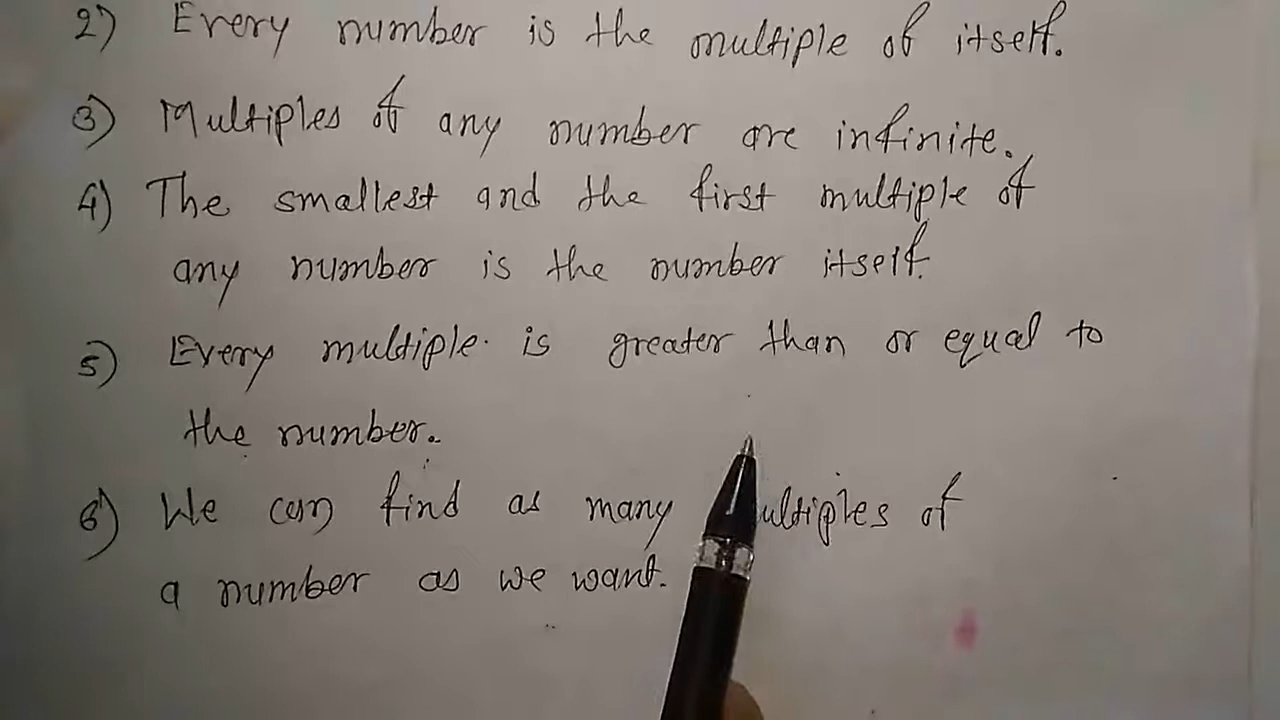 2) Every number is the multiple of itself.
3) Multiples of any number are infinite.
4) The smallest and the first multiple of
any number is the number itself.
5) Every multiple is greater than or equal to
the number.
6) We can find as many multiples of
a number as we want.